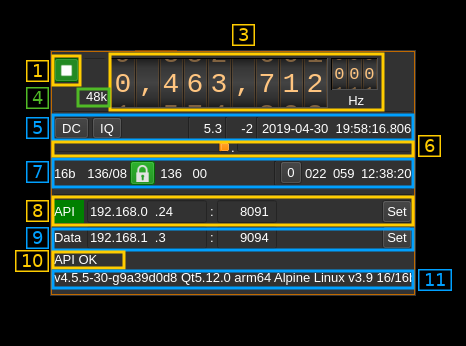 3
1
0,463,712 000
Hz
4 48k
5 DC IQ 5.3 -2 2019-04-30 19:58:16.806
6
7 16b 136/08 136 00 0 022 059 12:38:20
8 API 192.168.0 .24 : 8091 Set
9 Data 192.168.1 .3 : 9094 Set
10 API OK
v4.5.5-30-g9a39d0d8 Qt5.12.0 arm64 Alpine Linux v3.9 16/16b 11